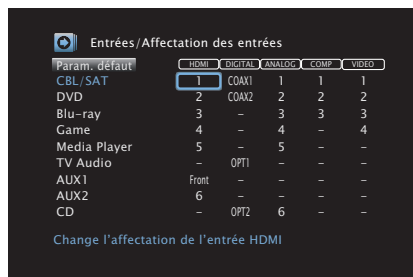 Entrées/Affectation des entrées
Param. défaut HDMI DIGITAL ANALOG COMP VIDEO
CBL/SAT 1 COAX1 1 1 1
DVD 2 COAX2 2 2 2
Blu-ray 3 – 3 3 3
Game 4 – 4 – 4
Media Player 5 – 5 – –
TV Audio – OPT1 – – –
AUX1 Front – – – –
AUX2 6 – – – –
CD – OPT2 6 – –
Change l'affectation de l'entrée HDMI